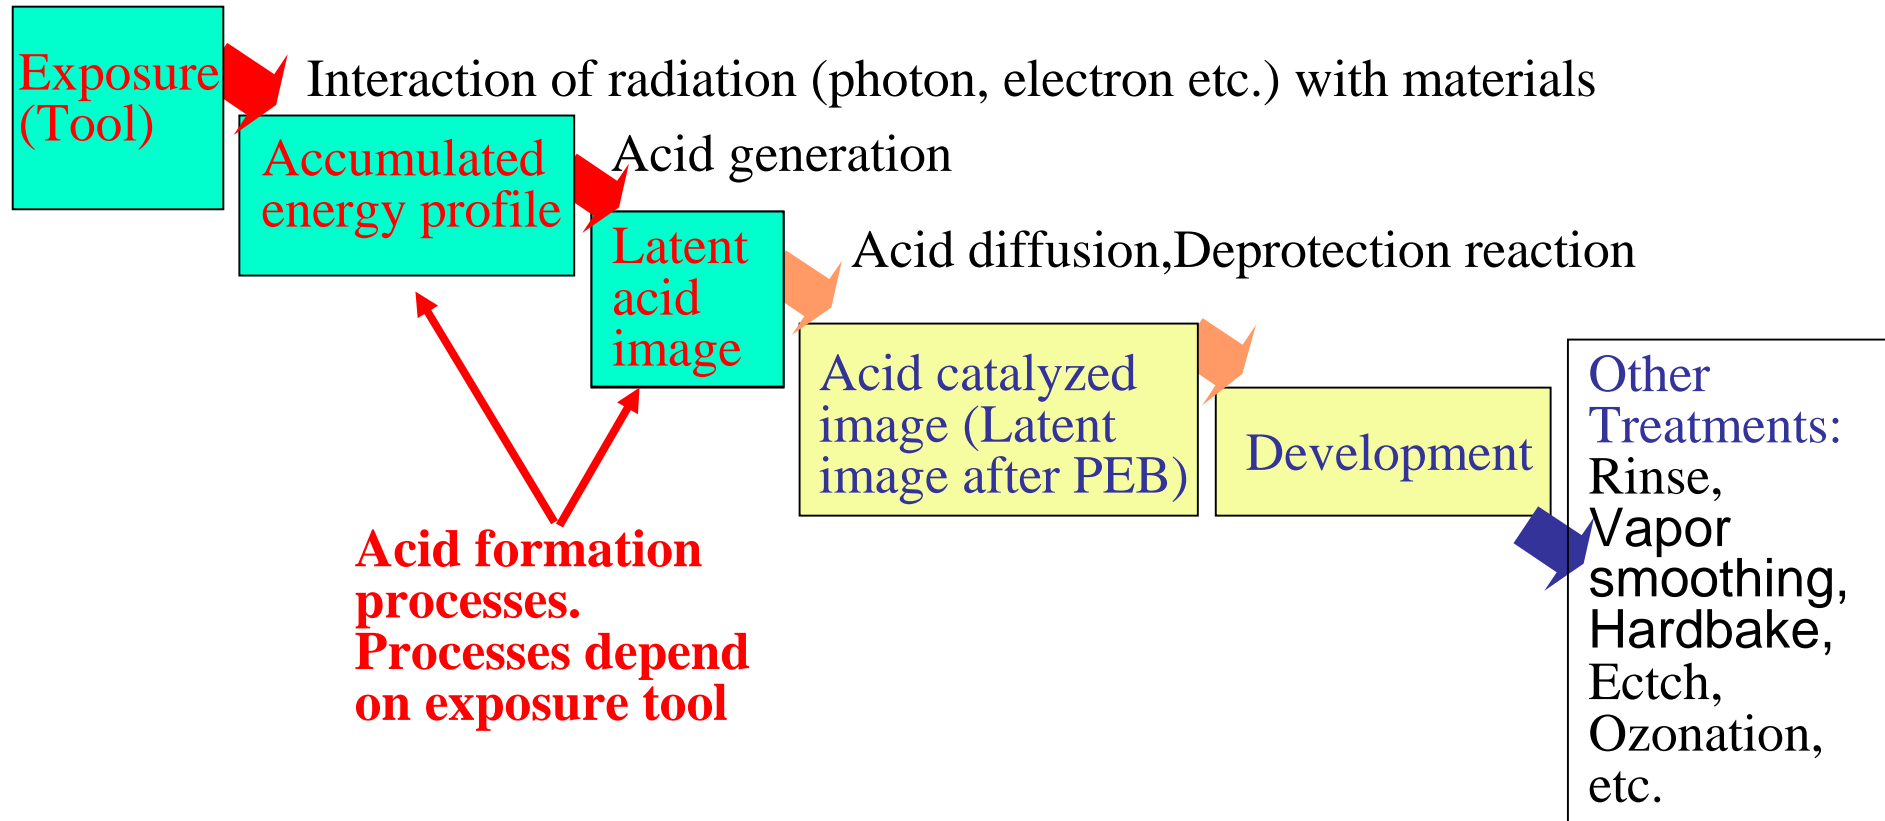 Exposure
(Tool)
Interaction of radiation (photon, electron etc.) with materials
Accumulated
energy profile
Acid generation
Latent
acid
image
Acid diffusion,Deprotection reaction
Acid catalyzed
image (Latent
image after PEB)
Development
Other
Treatments:
Rinse,
Vapor
smoothing,
Hardbake,
Ectch,
Ozonation,
etc.
Acid formation
processes.
Processes depend
on exposure tool